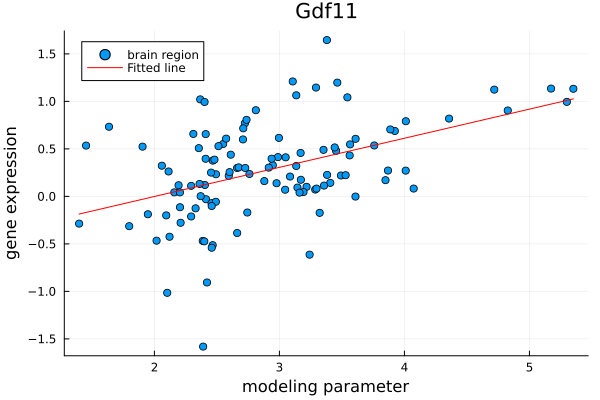 Gdf11
brain region
Fitted line
1.5
1.0
0.5
0.0
−0.5
−1.0
−1.5
gene expression
2 3 4 5
modeling parameter